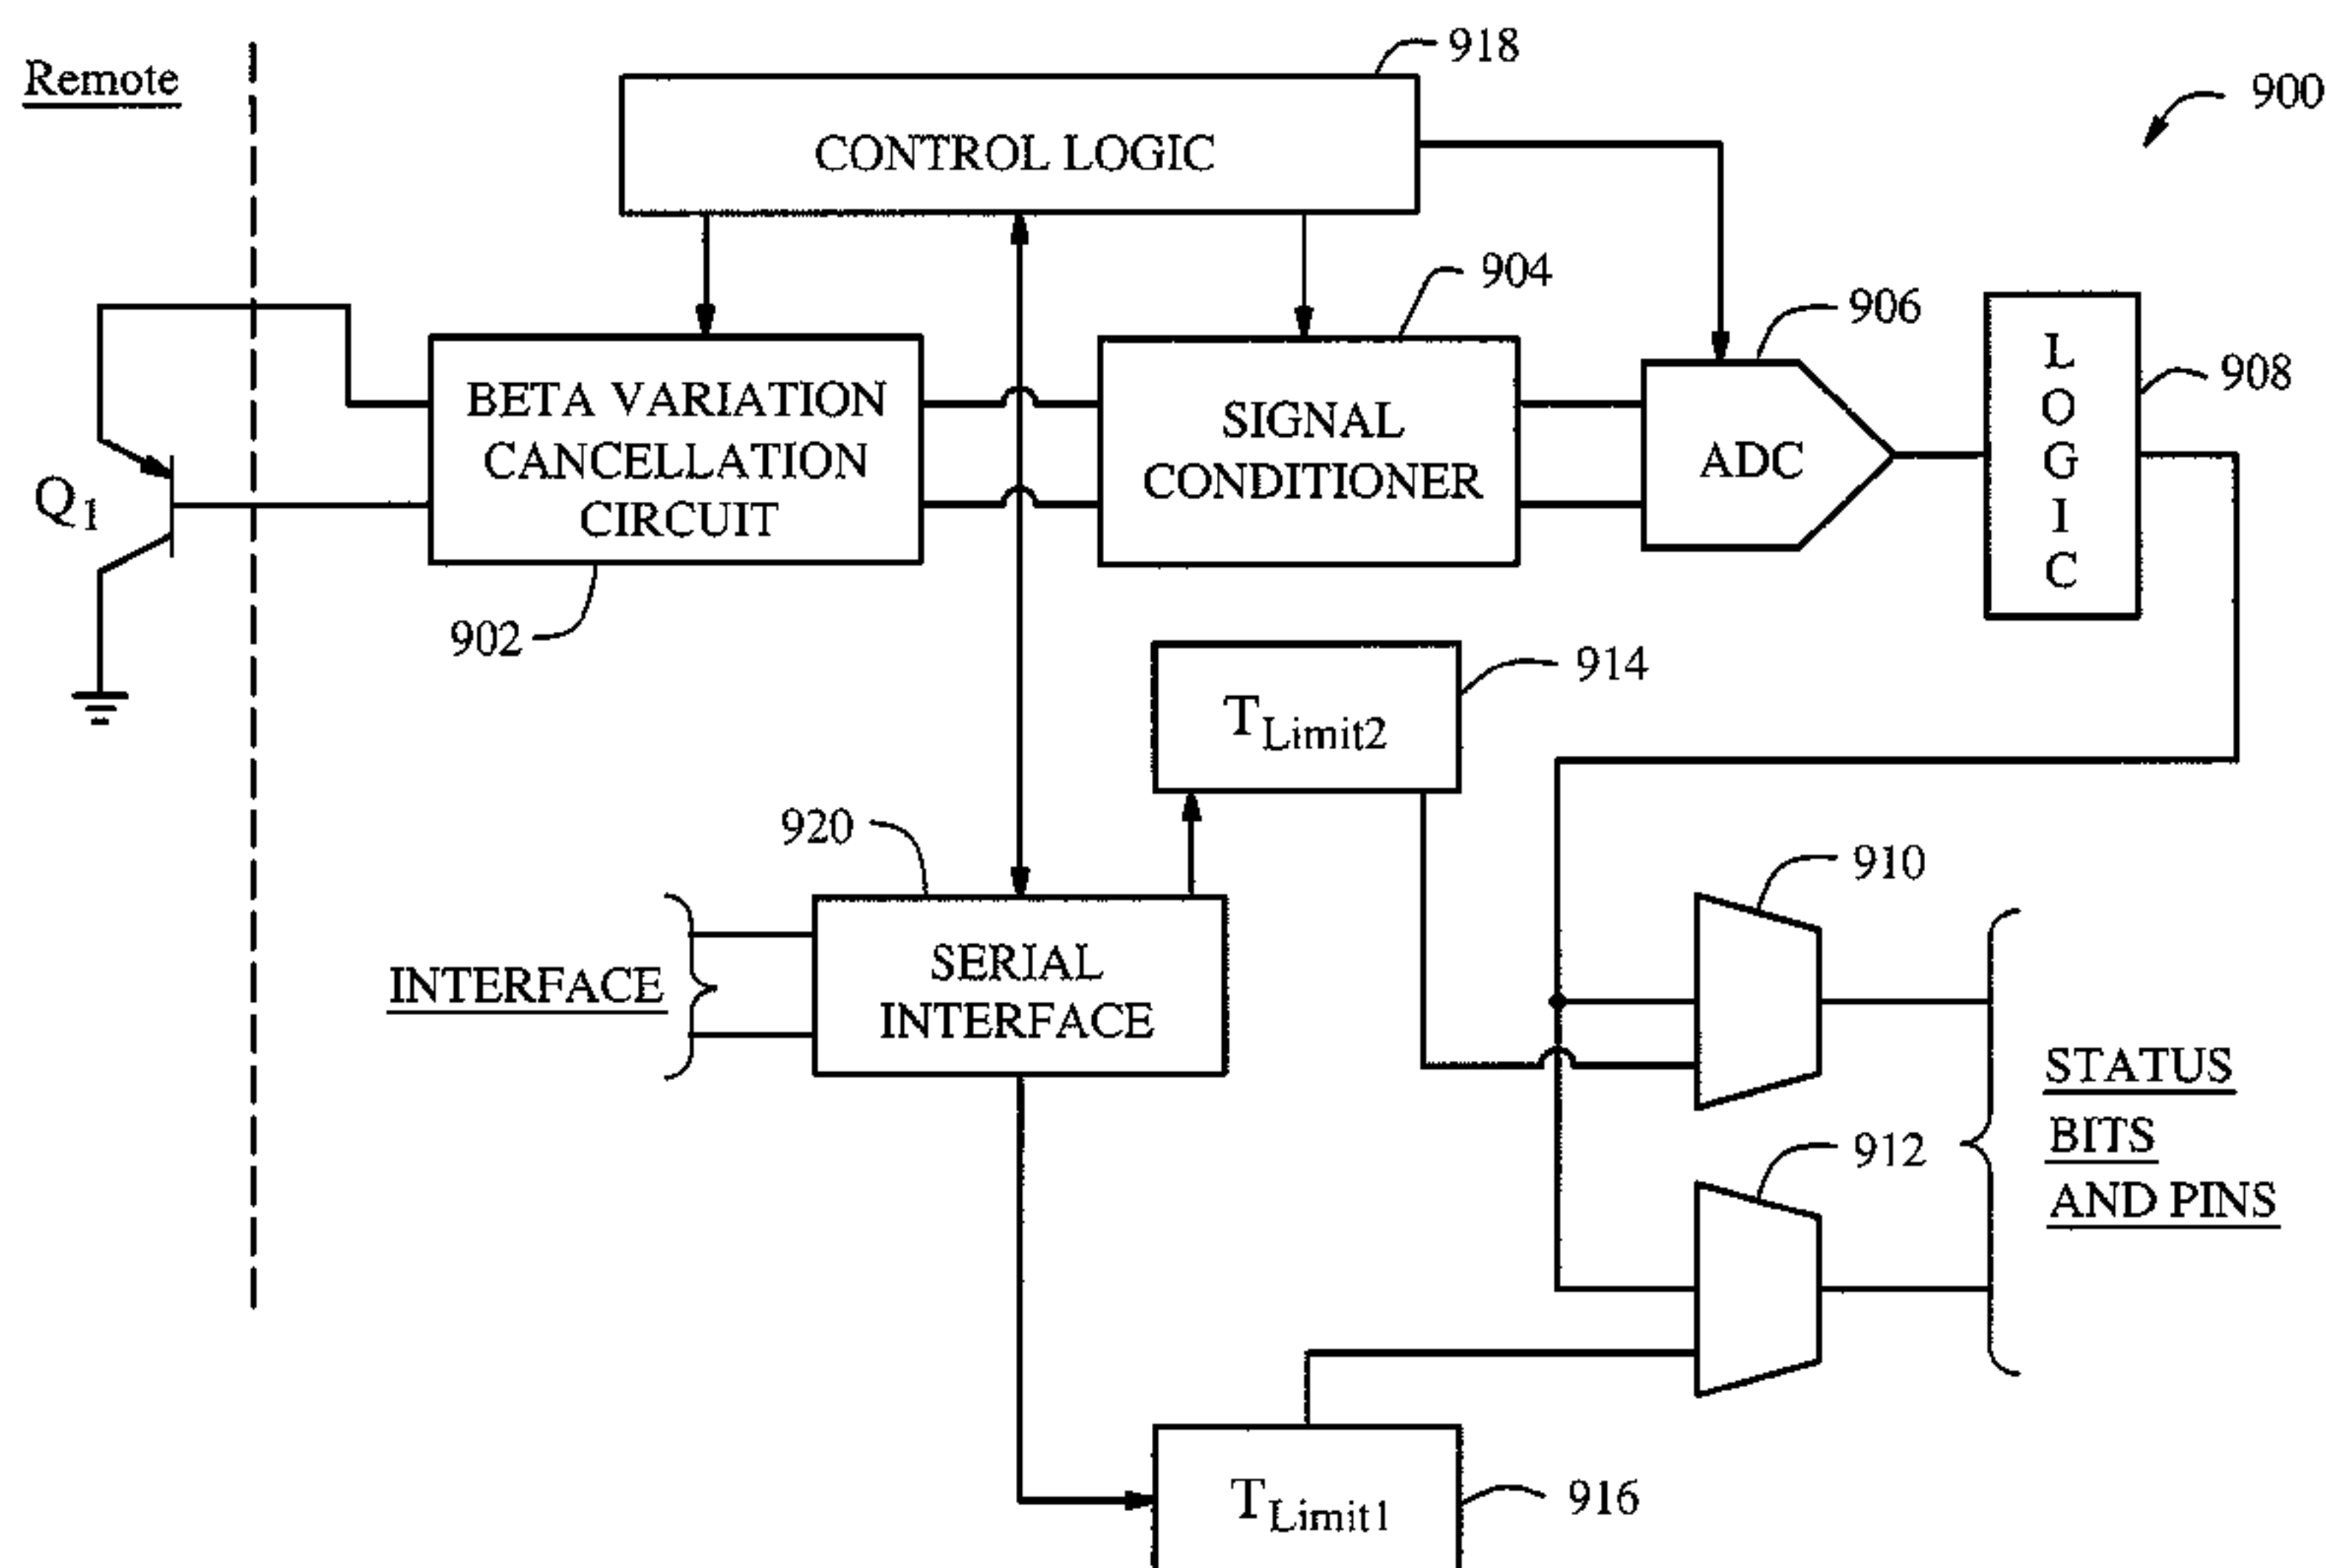 Remote
918
900
CONTROL LOGIC
904
906
908
BETA VARIATION
CANCELLATION
CIRCUIT
SIGNAL
CONDITIONER
ADC
L
O
G
I
C
Q1
902
914
TLimit2
920
910
INTERFACE
SERIAL
INTERFACE
STATUS
BITS
AND PINS
912
TLimit1
916